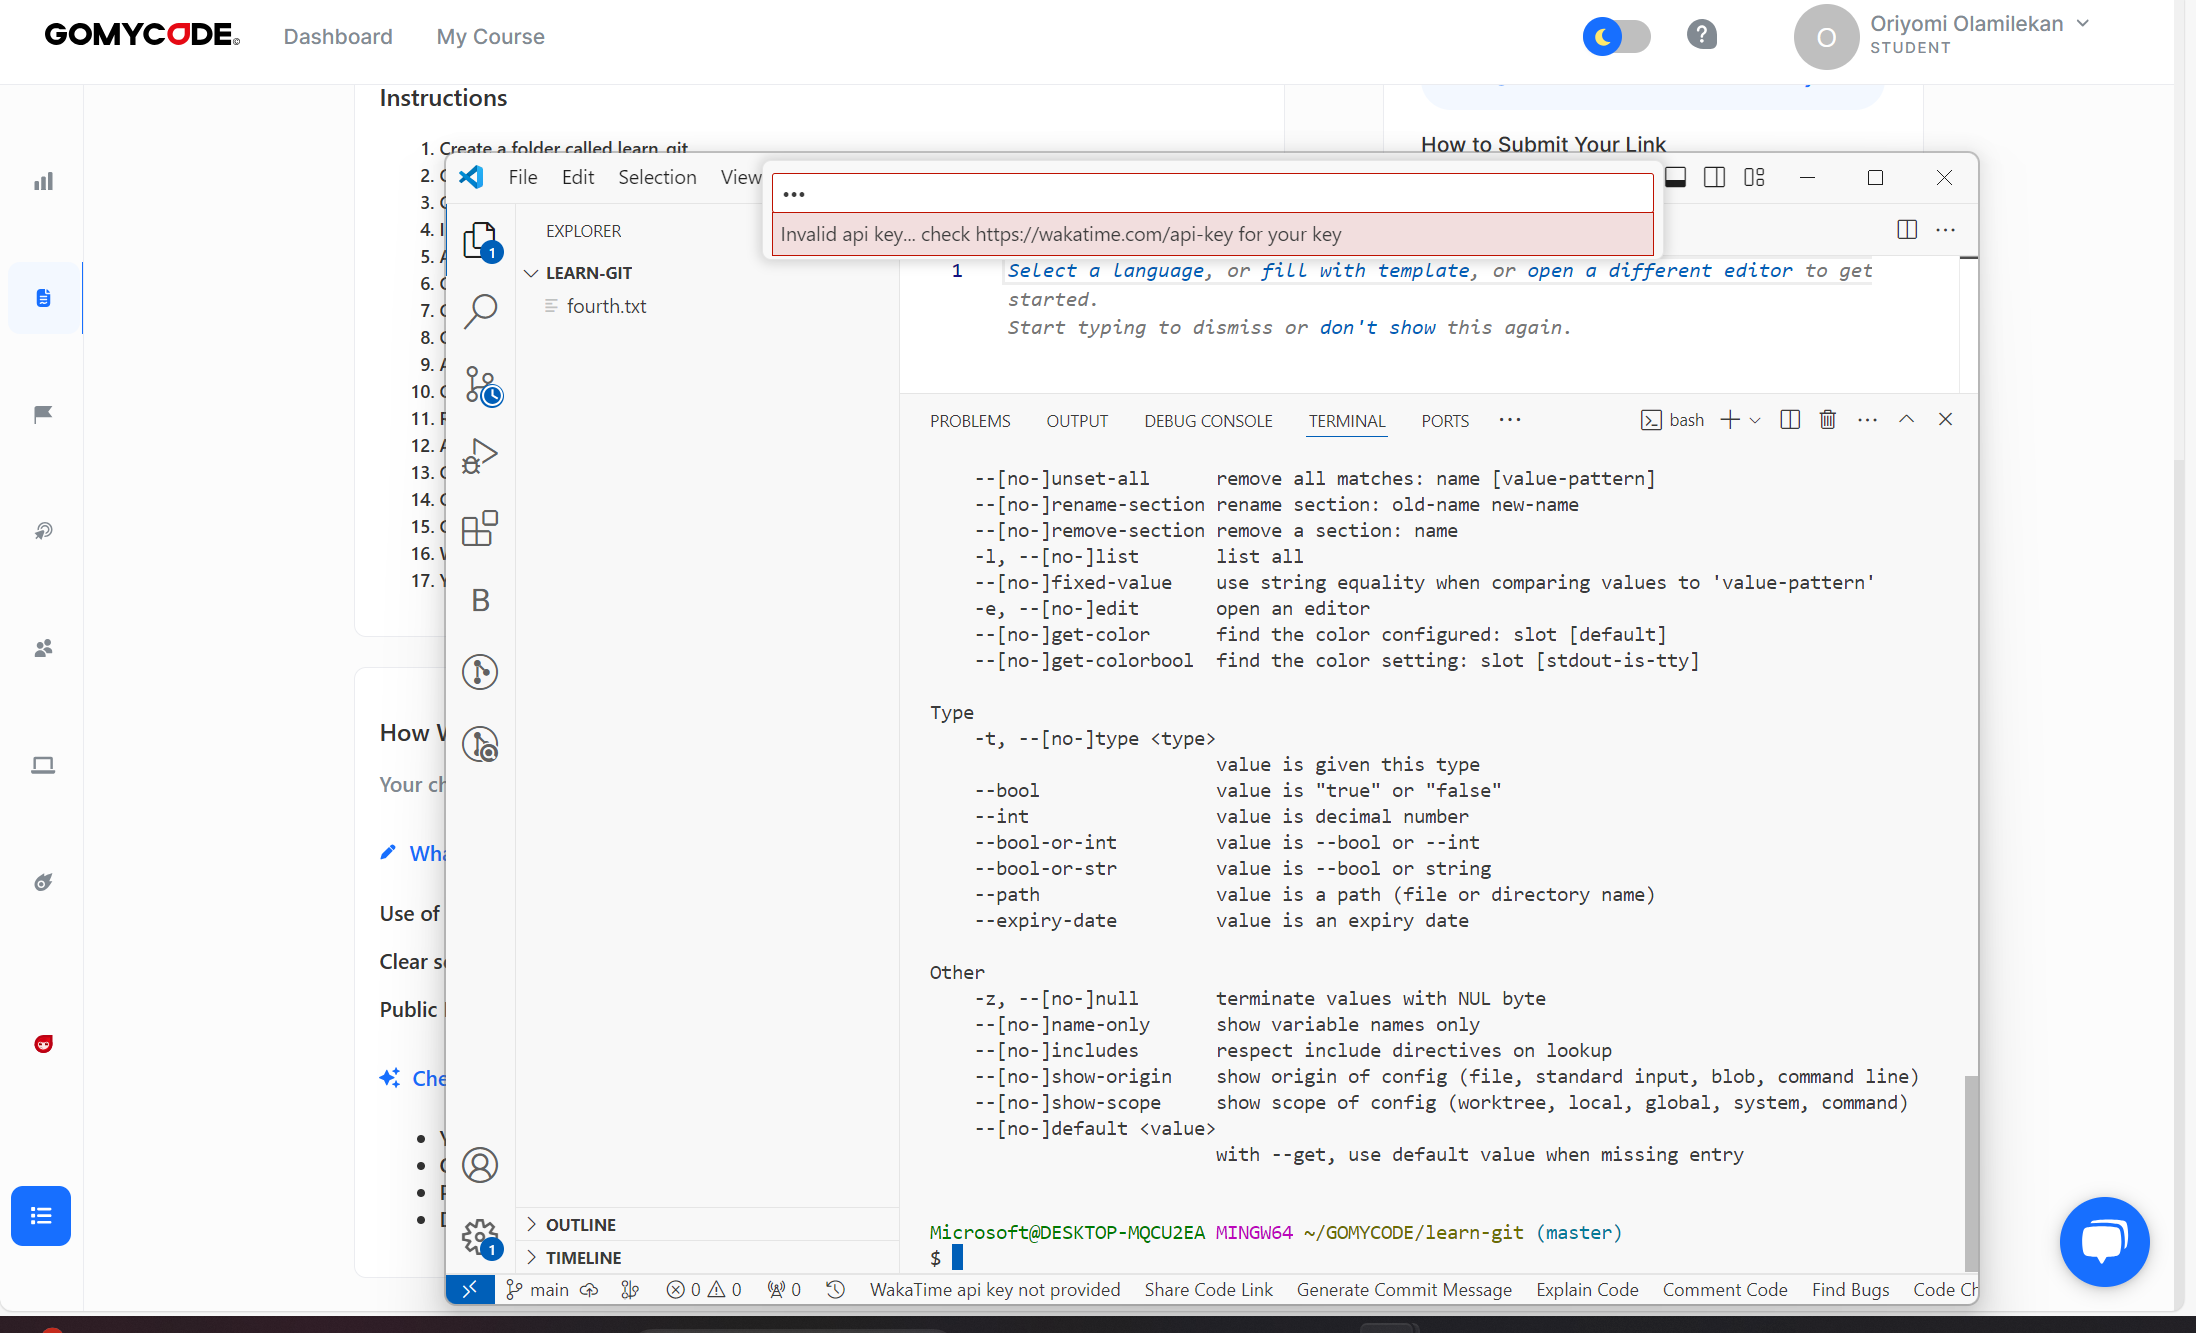 GOMYCODE
Dashboard
My Course
Oriyomi Olamilekan
STUDENT
O
Instructions
1. Create a folder called learn_git
2.
3.
4.
5.
6.
7.
8.
9.
10.
11.
12.
13.
14.
15.
16.
17.
How to Submit Your Link
How
Your
Use of
Clear
Public
File Edit Selection View
•••
Invalid api key... check https://wakatime.com/api-key for your key
EXPLORER
1
LEARN-GIT
fourth.txt
1 Select a language, or fill with template, or open a different editor to get
started.
Start typing to dismiss or don't show this again.
PROBLEMS OUTPUT DEBUG CONSOLE TERMINAL PORTS ··· bash
--[no-]unset-all remove all matches: name [value-pattern]
--[no-]rename-section rename section: old-name new-name
--[no-]remove-section remove a section: name
-l, --[no-]list list all
--[no-]fixed-value use string equality when comparing values to 'value-pattern'
-e, --[no-]edit open an editor
--[no-]get-color find the color configured: slot [default]
--[no-]get-colorbool find the color setting: slot [stdout-is-tty]
Type
-t, --[no-]type <type>
value is given this type
--bool value is "true" or "false"
--int value is decimal number
--bool-or-int value is --bool or --int
--bool-or-str value is --bool or string
--path value is a path (file or directory name)
--expiry-date value is an expiry date
Other
-z, --[no-]null terminate values with NUL byte
--[no-]name-only show variable names only
--[no-]includes respect include directives on lookup
--[no-]show-origin show origin of config (file, standard input, blob, command line)
--[no-]show-scope show scope of config (worktree, local, global, system, command)
--[no-]default <value>
with --get, use default value when missing entry
Microsoft@DESKTOP-MQCU2EA MINGW64 ~/GOMYCODE/learn-git (master)
$
B
OUTLINE
1
TIMELINE
main 0 0 0 WakaTime api key not provided Share Code Link Generate Commit Message Explain Code Comment Code Find Bugs Code